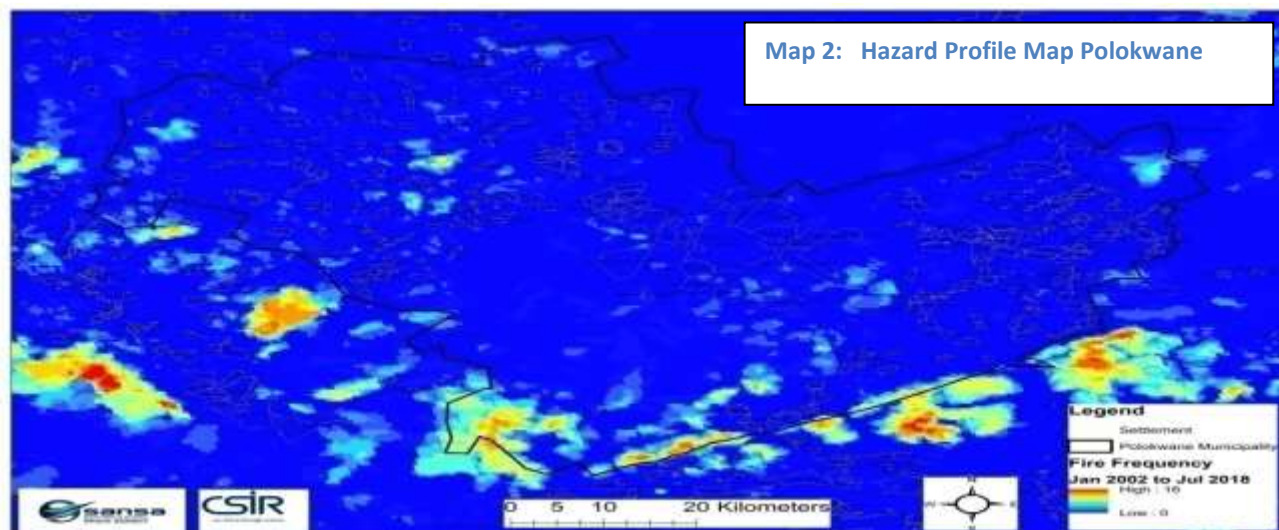 Map 2: Hazard Profile Map Polokwane
Legend
Settlement
Polokwane Municipality
Fire Frequency
Jan 2002 to Jul 2018
High : 16
Low : 0
sansa
CSIR
0 5 10 20 Kilometers
N
W E
S